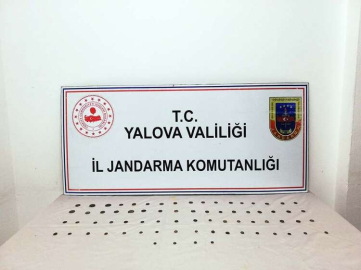 T.C.
YALOVA VALİLİĞİ
İL JANDARMA KOMUTANLIĞI